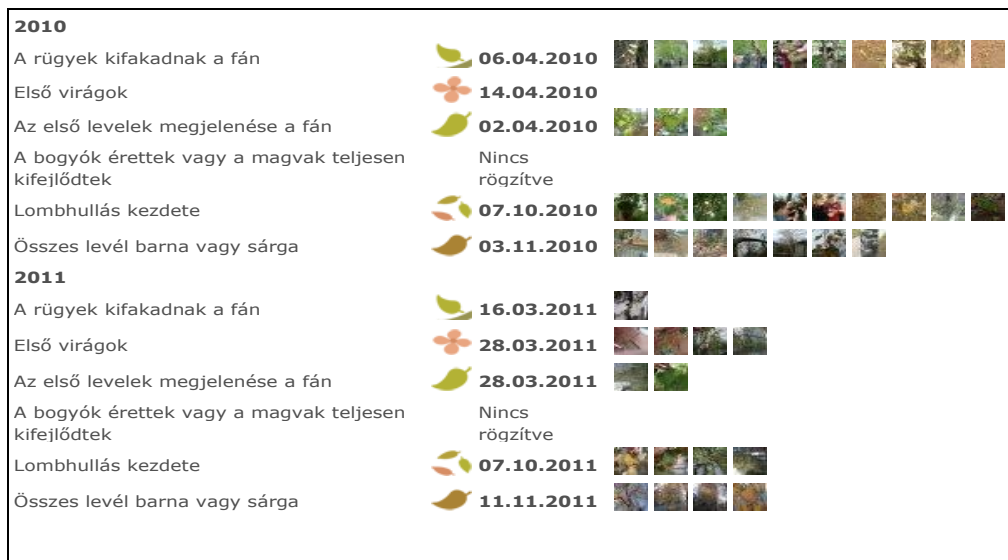 2010
A rügyek kifakadnak a fán 06.04.2010
Első virágok 14.04.2010
Az első levelek megjelenése a fán 02.04.2010
A bogyók érettek vagy a magvak teljesen Nincs
kifejlődtek rögzítve
Lombhullás kezdete 07.10.2010
Összes levél barna vagy sárga 03.11.2010
2011
A rügyek kifakadnak a fán 16.03.2011
Első virágok 28.03.2011
Az első levelek megjelenése a fán 28.03.2011
A bogyók érettek vagy a magvak teljesen Nincs
kifejlődtek rögzítve
Lombhullás kezdete 07.10.2011
Összes levél barna vagy sárga 11.11.2011